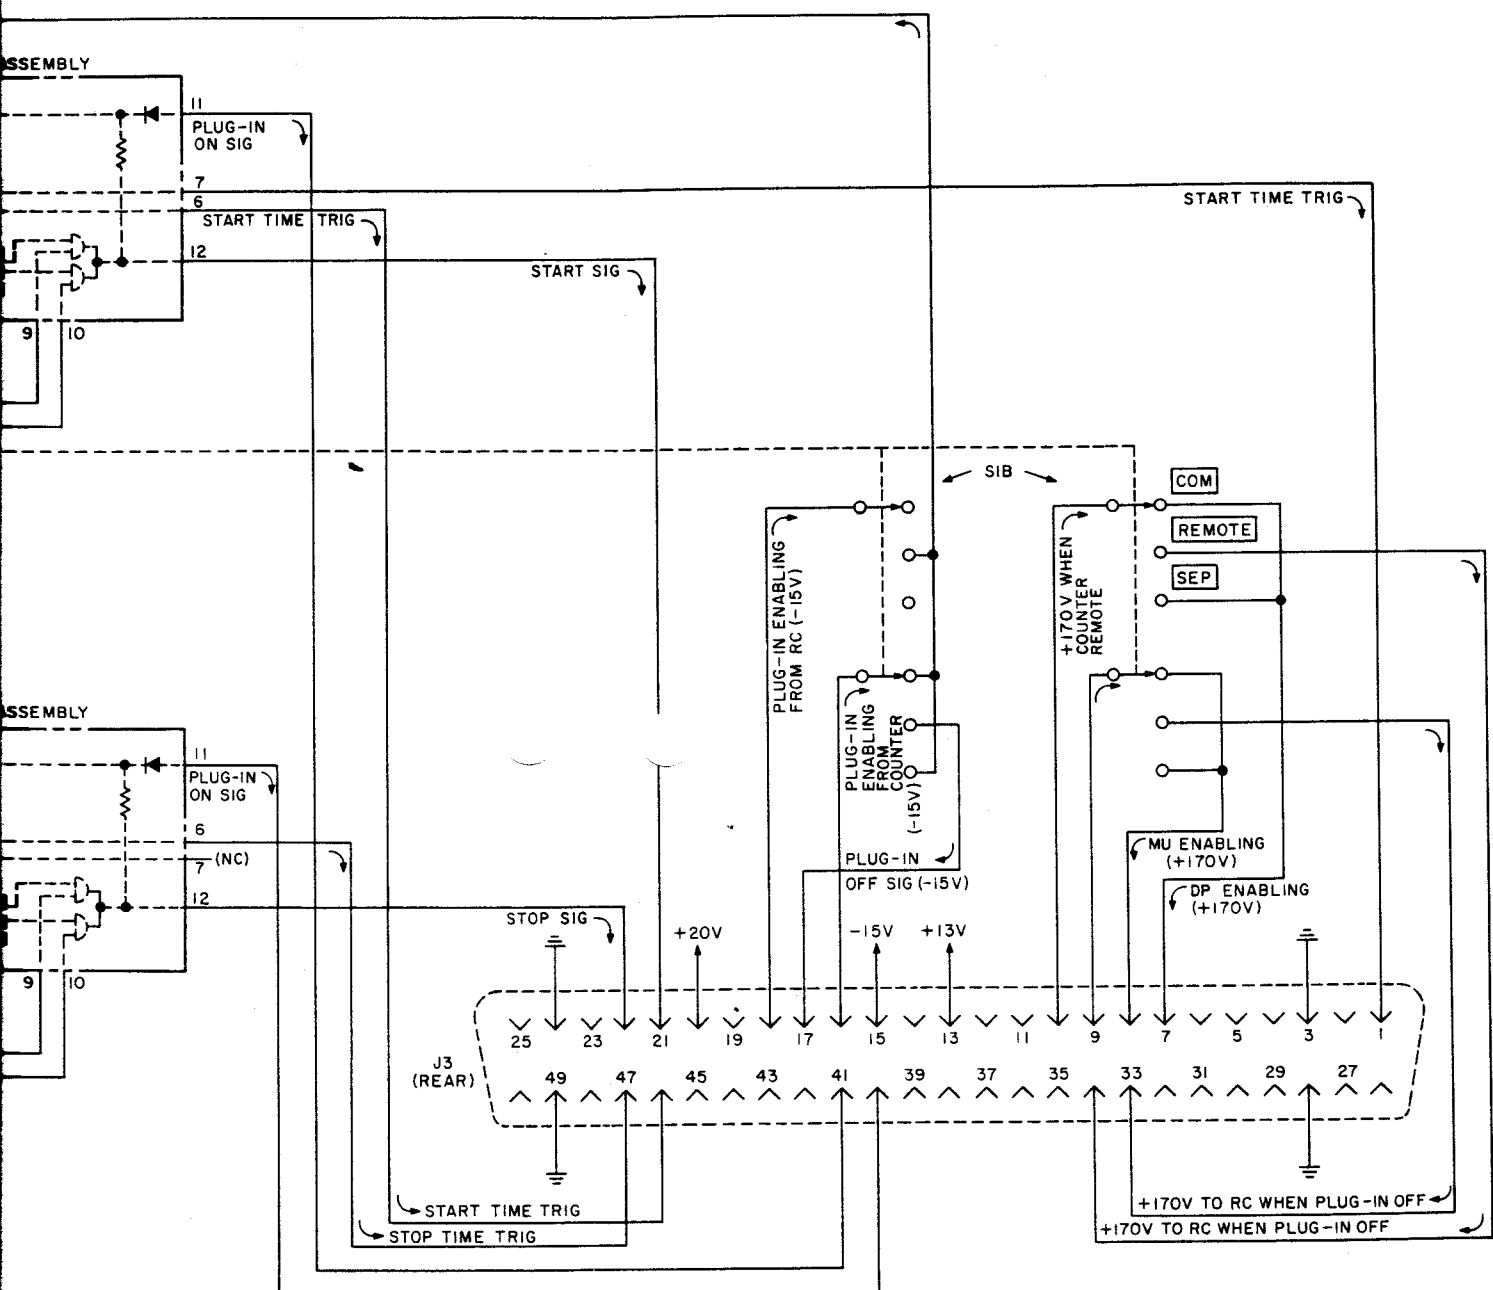 ASSEMBLY
11
PLUG-IN
ON SIG
7
6
START TIME TRIG
START TIME TRIG
12
START SIG
9
10
S1B
COM
REMOTE
SEP
PLUG-IN ENABLING
FROM RC (-15V)
+170V WHEN
COUNTER
REMOTE
PLUG-IN
ENABLING
FROM
COUNTER
(-15V)
ASSEMBLY
11
PLUG-IN
ON SIG
6
(NC)
7
12
STOP SIG
9
10
PLUG-IN
OFF SIG (-15V)
MU ENABLING
(+170V)
DP ENABLING
(+170V)
+20V
-15V
+13V
25 23 21 19 17 15 13 11 9 7 5 3 1
J3
(REAR)
49 47 45 43 41 39 37 35 33 31 29 27
START TIME TRIG
STOP TIME TRIG
+170V TO RC WHEN PLUG-IN OFF
+170V TO RC WHEN PLUG-IN OFF